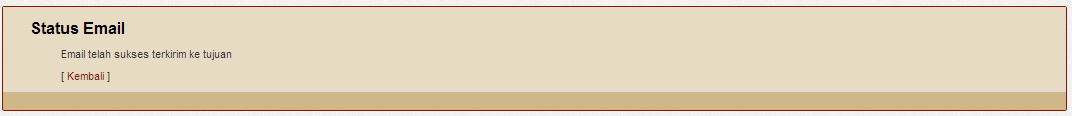 Status Email
Email telah sukses terkirim ke tujuan
[ Kembali ]